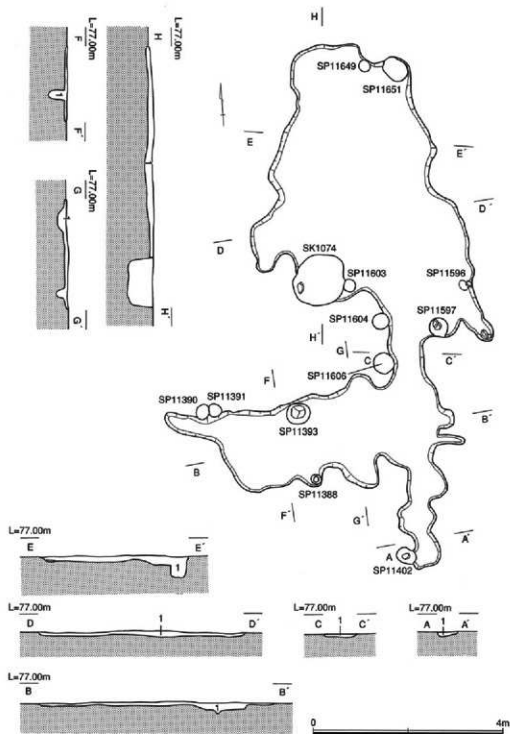 L=77.00m
F
F´
1
L=77.00m
G
G´
1
L=77.00m
H
H´
1
H
SP11649
SP11651
E
E´
D
D´
SK1074
SP11603
SP11596
SP11604
SP11597
H´
G
C
C´
SP11606
F
SP11390
SP11391
SP11393
B
B´
SP11388
F´
G´
A
A´
SP11402
L=77.00m
E
E´
1
L=77.00m
D
1
D´
L=77.00m
C
1
C´
L=77.00m
A
1
A´
L=77.00m
B
B´
1
0
4m